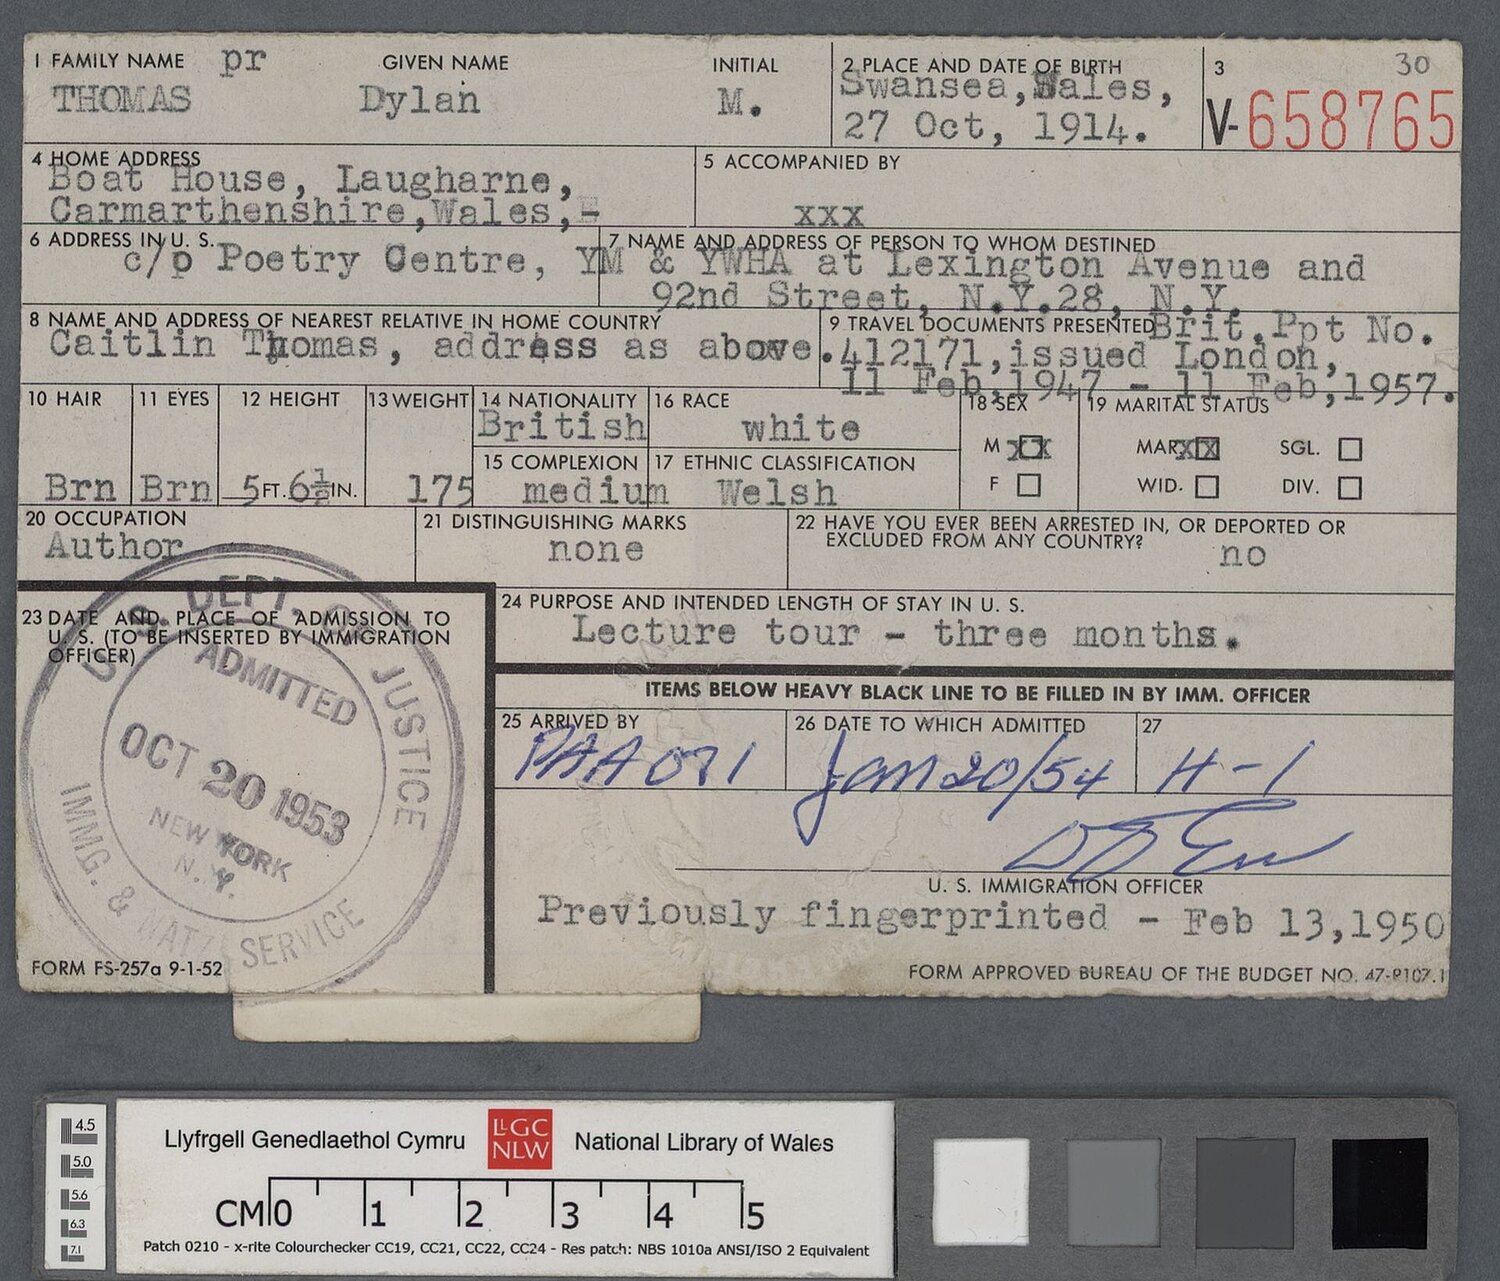 1 FAMILY NAME pr GIVEN NAME INITIAL
THOMAS Dylan M.
2 PLACE AND DATE OF BIRTH
Swansea, Wales,
27 Oct, 1914.
3 30
V-658765
4 HOME ADDRESS
Boat House, Laugharne,
Carmarthenshire, Wales,
5 ACCOMPANIED BY
xxx
6 ADDRESS IN U. S.
7 NAME AND ADDRESS OF PERSON TO WHOM DESTINED
c/o Poetry Centre, YM & YWHA at Lexington Avenue and
92nd Street, N.Y.28, N.Y.
8 NAME AND ADDRESS OF NEAREST RELATIVE IN HOME COUNTRY
Caitlin Thomas, address as above.
9 TRAVEL DOCUMENTS PRESENTED Brit.Ppt No.
412171, issued London,
11 Feb,1947 - 11 Feb,1957.
10 HAIR
Brn
11 EYES
Brn
12 HEIGHT
5 FT. 6½ IN.
13 WEIGHT
175
14 NATIONALITY
British
15 COMPLEXION
medium
16 RACE
white
17 ETHNIC CLASSIFICATION
Welsh
18 SEX
M xx
F
19 MARITAL STATUS
MAR xx SGL.
WID. DIV.
20 OCCUPATION
Author
21 DISTINGUISHING MARKS
none
22 HAVE YOU EVER BEEN ARRESTED IN, OR DEPORTED OR
EXCLUDED FROM ANY COUNTRY? no
23 DATE AND PLACE OF ADMISSION TO
U. S. (TO BE INSERTED BY IMMIGRATION
OFFICER)
U. S. DEPT. OF JUSTICE
ADMITTED
OCT 20 1953
NEW YORK
N. Y.
IMMG. & NATZ. SERVICE
24 PURPOSE AND INTENDED LENGTH OF STAY IN U. S.
Lecture tour - three months.
ITEMS BELOW HEAVY BLACK LINE TO BE FILLED IN BY IMM. OFFICER
25 ARRIVED BY
PAA 071
26 DATE TO WHICH ADMITTED
Jan 20/54
27
H-1
U. S. IMMIGRATION OFFICER
Previously fingerprinted - Feb 13,1950
FORM FS-257a 9-1-52
FORM APPROVED BUREAU OF THE BUDGET NO. 47-R107.1
4.5
5.0
5.6
6.3
7.1
Llyfrgell Genedlaethol Cymru LLGC NLW National Library of Wales
CM 0 1 2 3 4 5
Patch 0210 - x-rite Colourchecker CC19, CC21, CC22, CC24 - Res patch: NBS 1010a ANSI/ISO 2 Equivalent